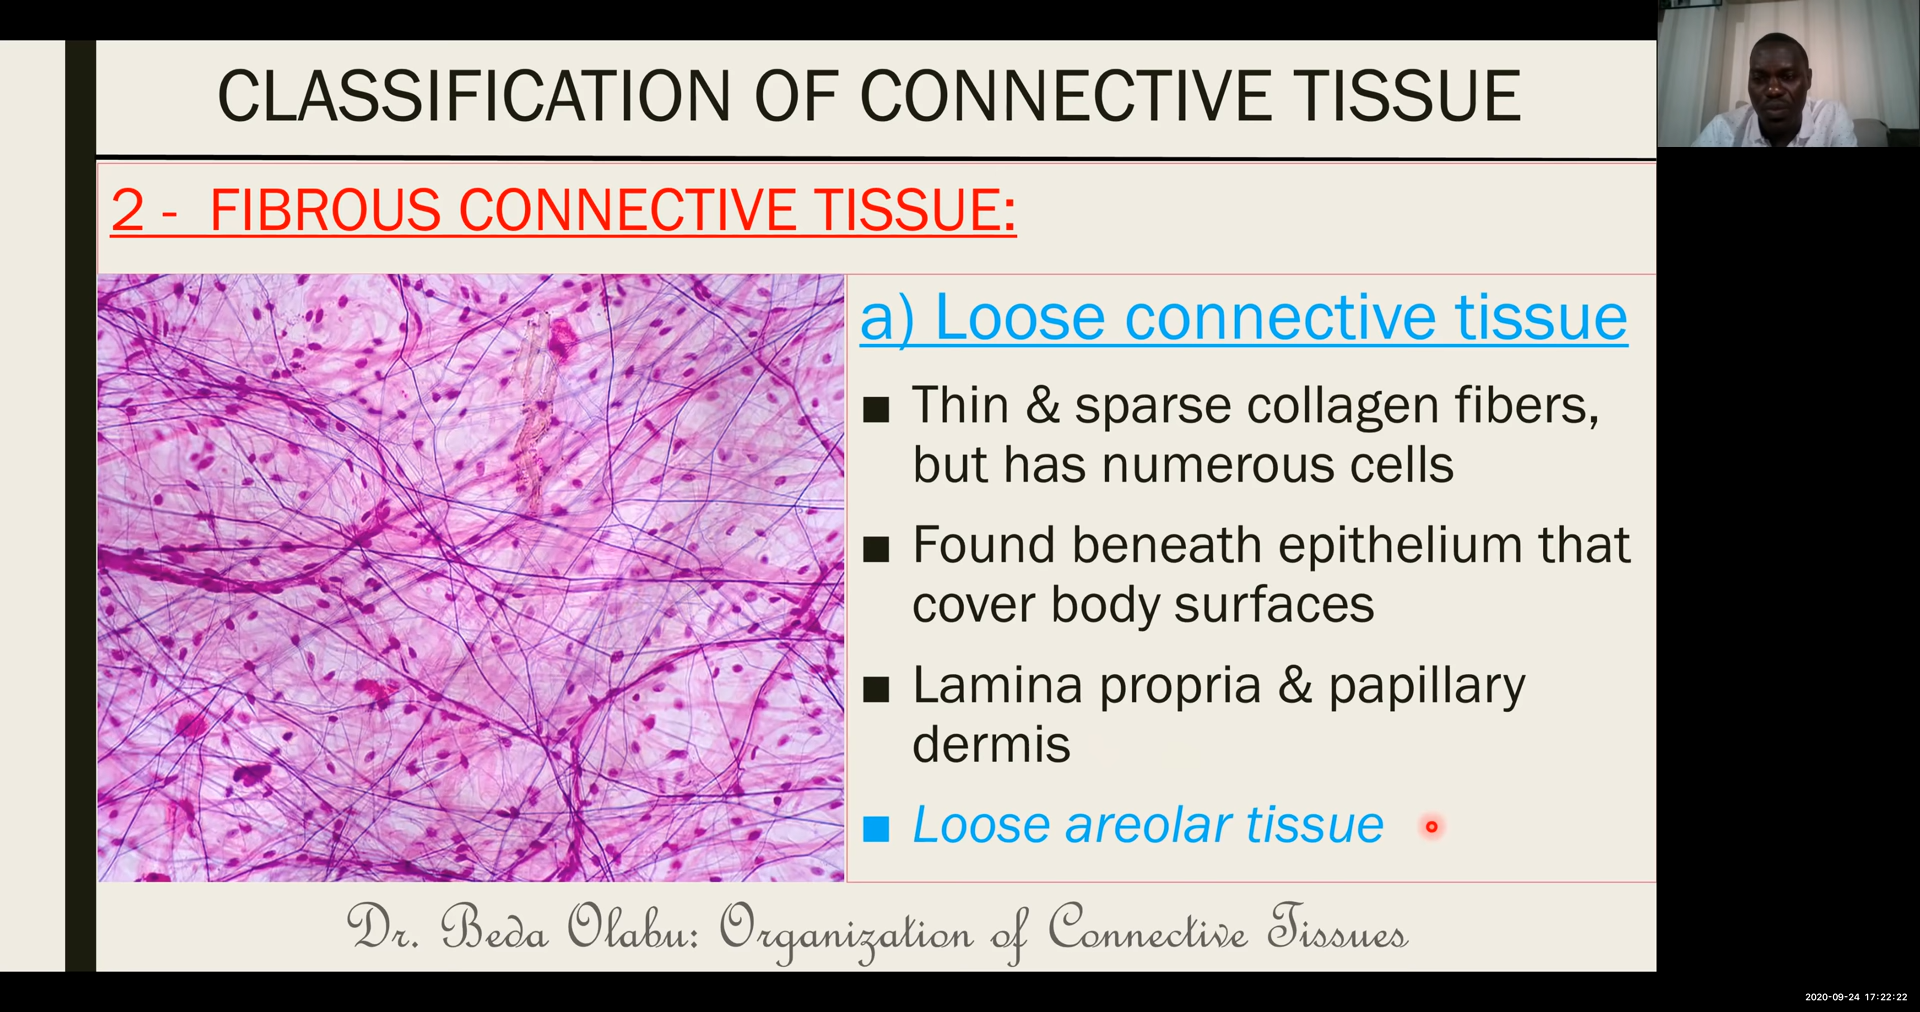 CLASSIFICATION OF CONNECTIVE TISSUE
2 - FIBROUS CONNECTIVE TISSUE:
a) Loose connective tissue
■ Thin & sparse collagen fibers,
but has numerous cells
■ Found beneath epithelium that
cover body surfaces
■ Lamina propria & papillary
dermis
■ Loose areolar tissue
Dr. Beda Olabu: Organization of Connective Tissues
2020-09-24 17:22:22